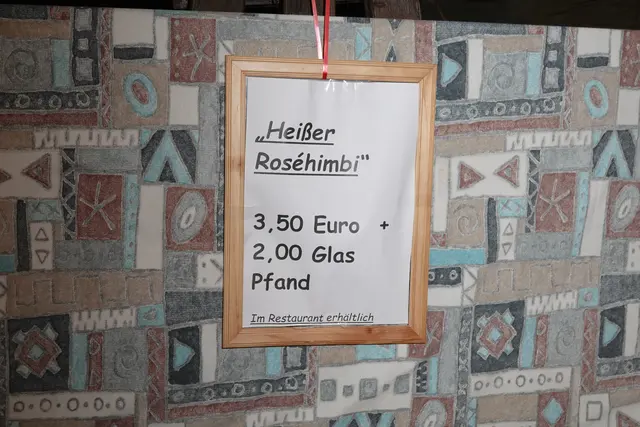 „Heißer
Roséhimbi“
3,50 Euro +
2,00 Glas
Pfand
Im Restaurant erhältlich